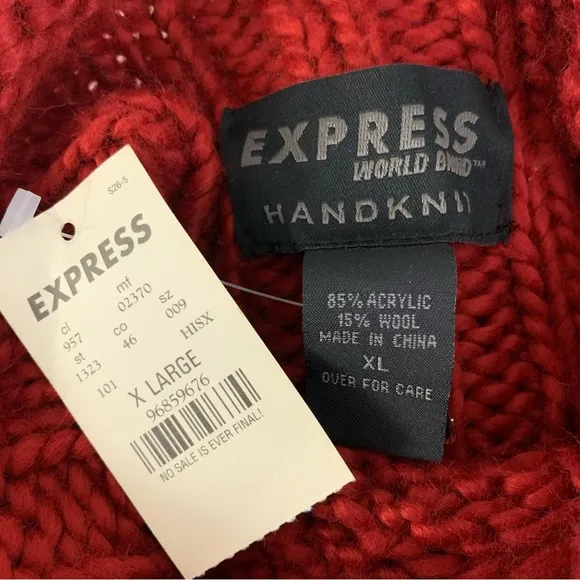 S26-5
EXPRESS
cl mf
957 02370
st co sz
1323 46 009
101 HISX
X LARGE
96859676
NO SALE IS EVER FINAL!
EXPRESS
WORLD BRAND™
HANDKNIT
85% ACRYLIC
15% WOOL
MADE IN CHINA
XL
OVER FOR CARE